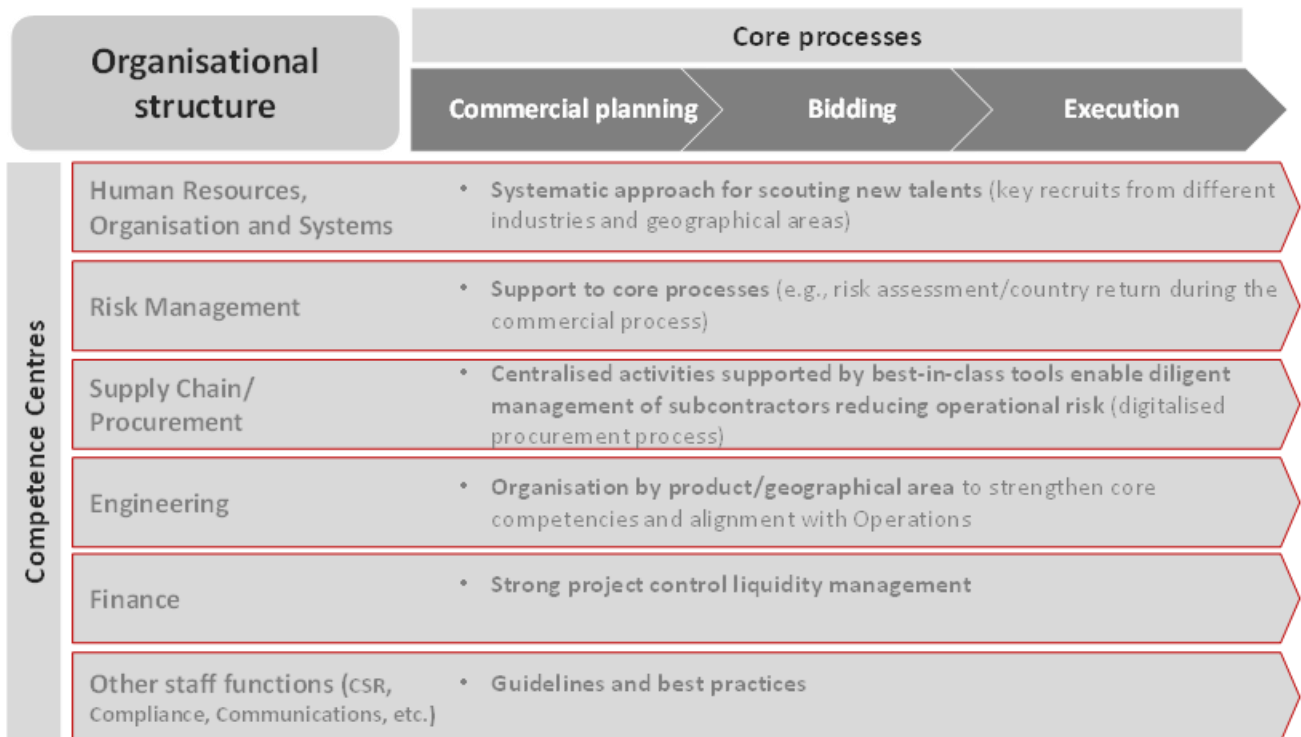 Organisational
structure
Core processes
Commercial planning
Bidding
Execution
Competence Centres
Human Resources,
Organisation and Systems
• Systematic approach for scouting new talents (key recruits from different
industries and geographical areas)
Risk Management
• Support to core processes (e.g., risk assessment/country return during the
commercial process)
Supply Chain/
Procurement
• Centralised activities supported by best-in-class tools enable diligent
management of subcontractors reducing operational risk (digitalised
procurement process)
Engineering
• Organisation by product/geographical area to strengthen core
competencies and alignment with Operations
Finance
• Strong project control liquidity management
Other staff functions (CSR,
Compliance, Communications, etc.)
• Guidelines and best practices